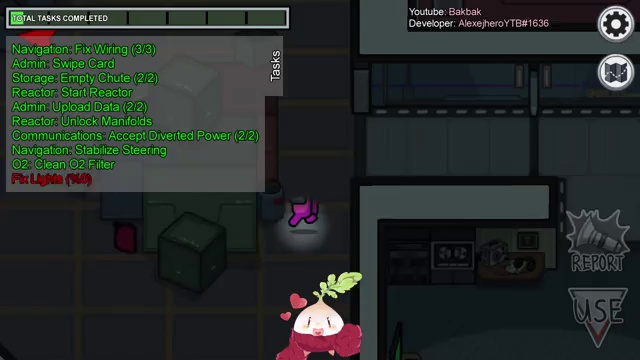 TOTAL TASKS COMPLETED
Youtube: Bakbak
Developer: AlexejheroYTB#1636
Tasks
Navigation: Fix Wiring (3/3)
Admin: Swipe Card
Storage: Empty Chute (2/2)
Reactor: Start Reactor
Admin: Upload Data (2/2)
Reactor: Unlock Manifolds
Communications: Accept Diverted Power (2/2)
Navigation: Stabilize Steering
O2: Clean O2 Filter
Fix Lights
REPORT
USE